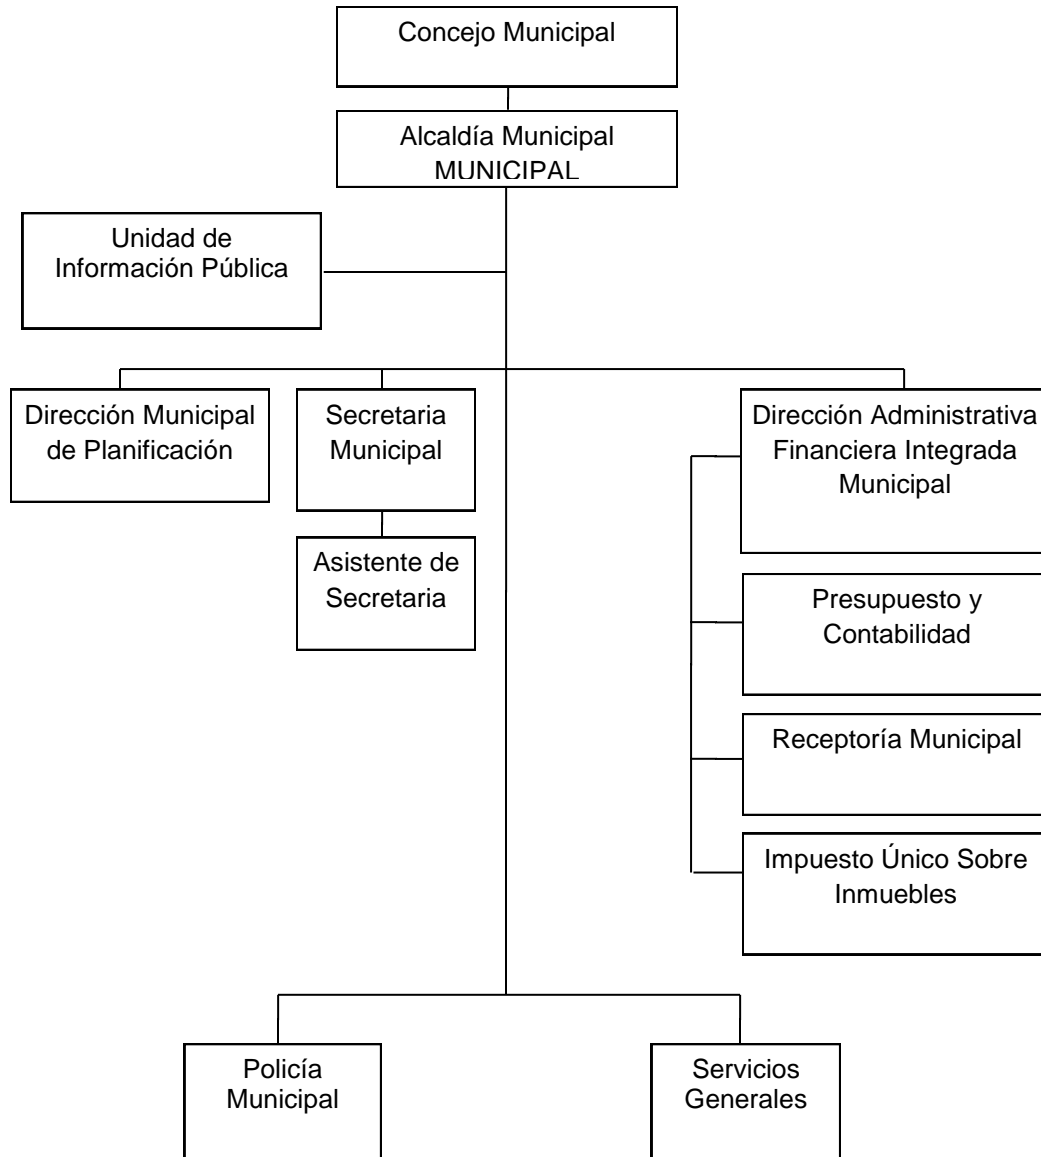 Concejo Municipal
Alcaldía Municipal
MUNICIPAL
Unidad de
Información Pública
Dirección Municipal
de Planificación
Secretaria
Municipal
Dirección Administrativa
Financiera Integrada
Municipal
Asistente de
Secretaria
Presupuesto y
Contabilidad
Receptoría Municipal
Impuesto Único Sobre
Inmuebles
Policía
Municipal
Servicios
Generales